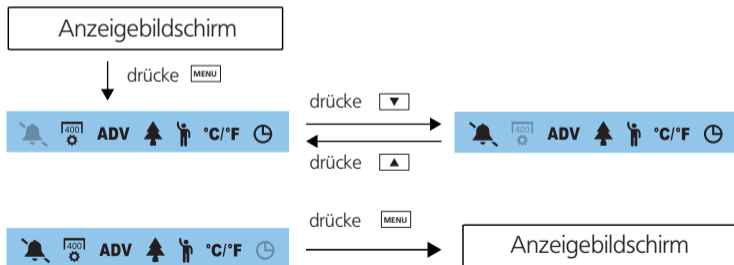 Anzeigebildschirm
drücke MENU
400 ADV °C/°F
drücke ▼
drücke ▲
400 ADV °C/°F
400 ADV °C/°F
drücke MENU
Anzeigebildschirm